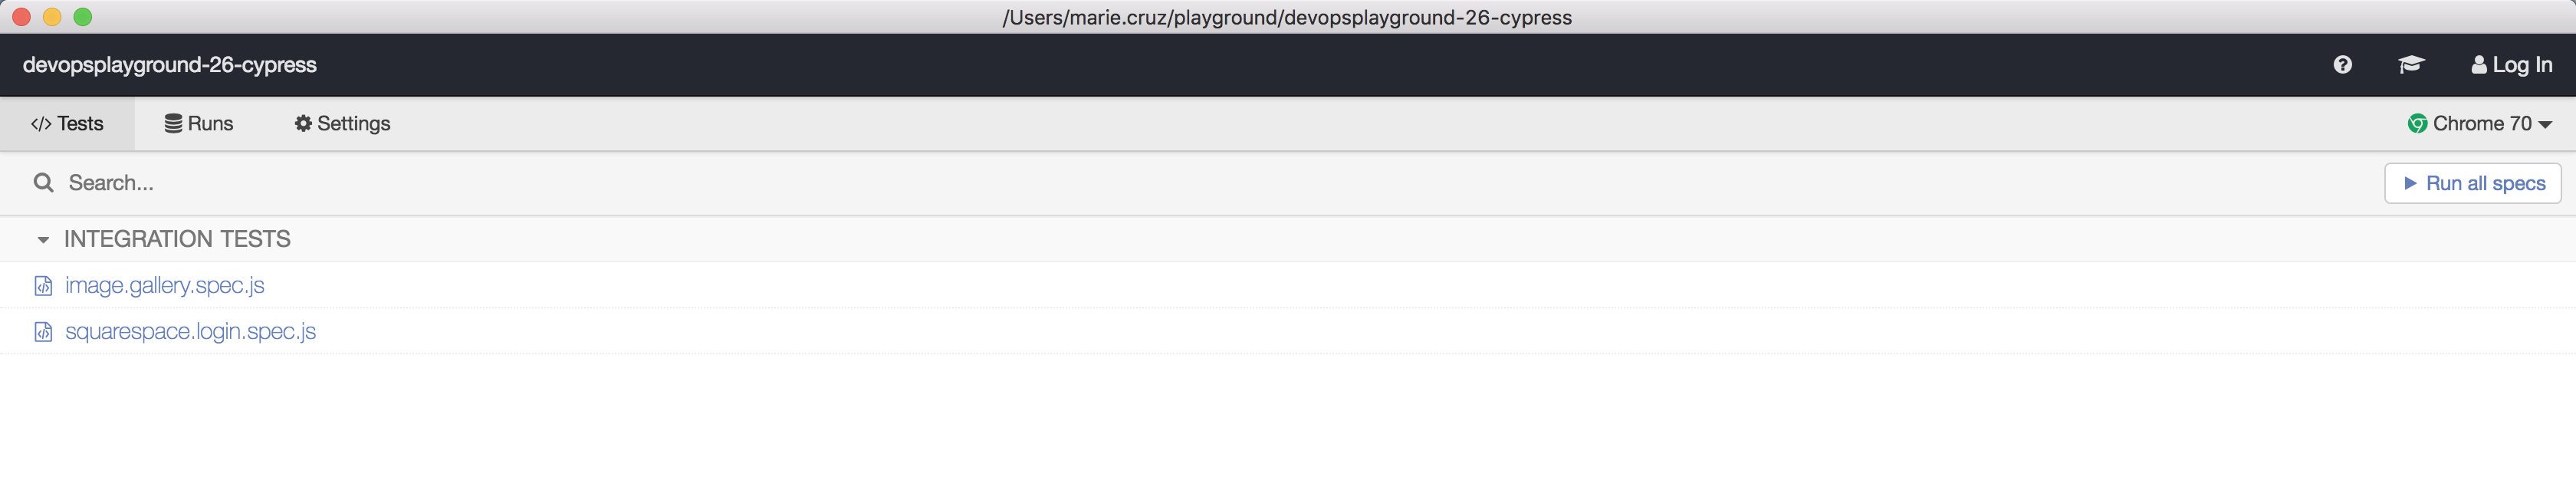 /Users/marie.cruz/playground/devopsplayground-26-cypress
devopsplayground-26-cypress Log In
Tests Runs Settings Chrome 70
Search... Run all specs
INTEGRATION TESTS
image.gallery.spec.js
squarespace.login.spec.js